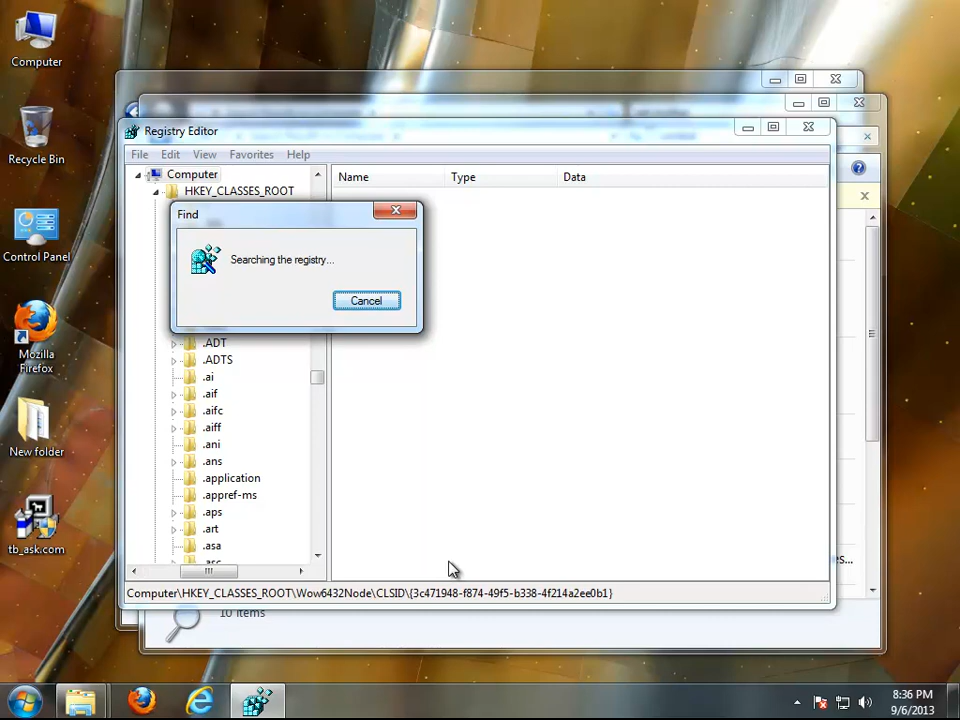 Computer
Recycle Bin
Control Panel
Mozilla
Firefox
New folder
tb_ask.com
Registry Editor
File Edit View Favorites Help
Computer
HKEY_CLASSES_ROOT
Name Type Data
Find
Searching the registry...
Cancel
.ADT
.ADTS
.ai
.aif
.aifc
.aiff
.ani
.ans
.application
.appref-ms
.aps
.art
.asa
.asc
Computer\HKEY_CLASSES_ROOT\Wow6432Node\CLSID\{3c471948-f874-49f5-b338-4f214a2ee0b1}
10 items
8:36 PM
9/6/2013